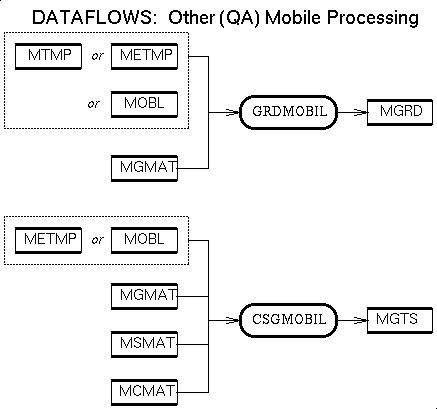 DATAFLOWS: Other (QA) Mobile Processing
MTMP or METMP
or MOBL
GRDMOBIL
MGRD
MGMAT
METMP or MOBL
MGMAT
CSGMOBIL
MGTS
MSMAT
MCMAT